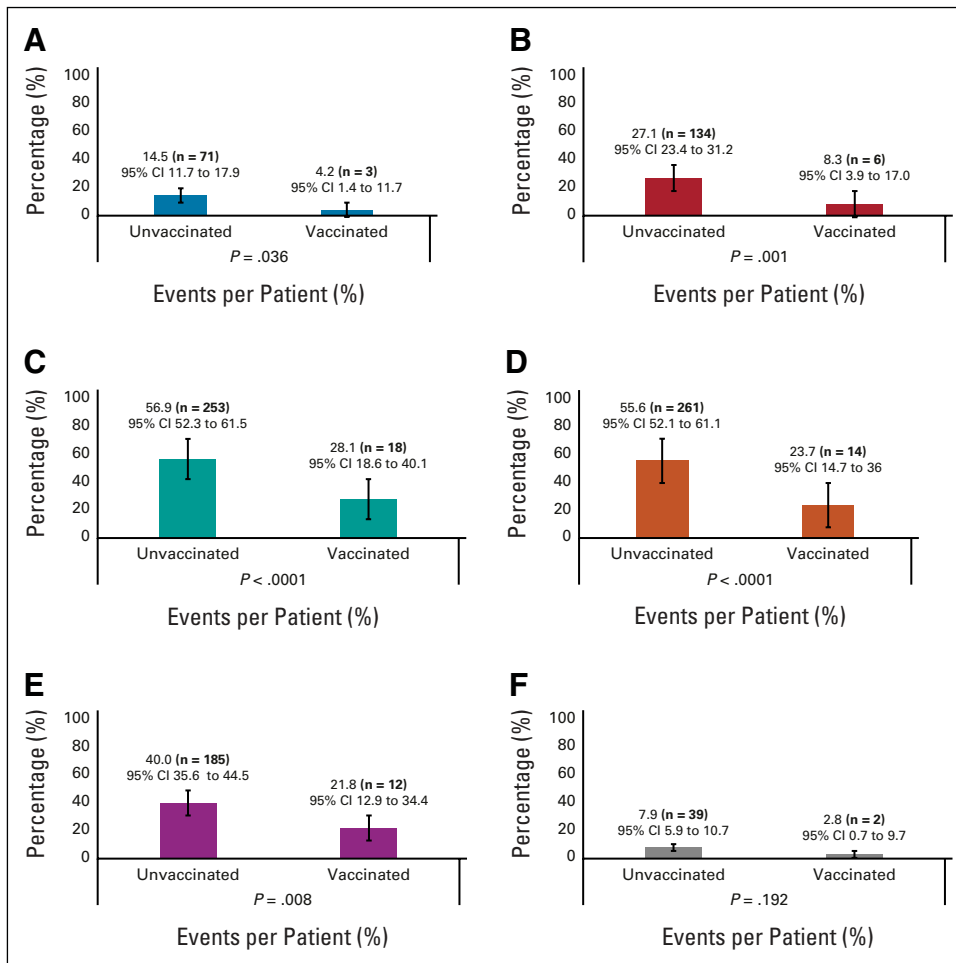 A
Percentage (%)
100
80
60
40
20
0
14.5 (n = 71)
95% CI 11.7 to 17.9
4.2 (n = 3)
95% CI 1.4 to 11.7
Unvaccinated
Vaccinated
P = .036
Events per Patient (%)
B
Percentage (%)
100
80
60
40
20
0
27.1 (n = 134)
95% CI 23.4 to 31.2
8.3 (n = 6)
95% CI 3.9 to 17.0
Unvaccinated
Vaccinated
P = .001
Events per Patient (%)
C
Percentage (%)
100
80
60
40
20
0
56.9 (n = 253)
95% CI 52.3 to 61.5
28.1 (n = 18)
95% CI 18.6 to 40.1
Unvaccinated
Vaccinated
P < .0001
Events per Patient (%)
D
Percentage (%)
100
80
60
40
20
0
55.6 (n = 261)
95% CI 52.1 to 61.1
23.7 (n = 14)
95% CI 14.7 to 36
Unvaccinated
Vaccinated
P < .0001
Events per Patient (%)
E
Percentage (%)
100
80
60
40
20
0
40.0 (n = 185)
95% CI 35.6 to 44.5
21.8 (n = 12)
95% CI 12.9 to 34.4
Unvaccinated
Vaccinated
P = .008
Events per Patient (%)
F
Percentage (%)
100
80
60
40
20
0
7.9 (n = 39)
95% CI 5.9 to 10.7
2.8 (n = 2)
95% CI 0.7 to 9.7
Unvaccinated
Vaccinated
P = .192
Events per Patient (%)